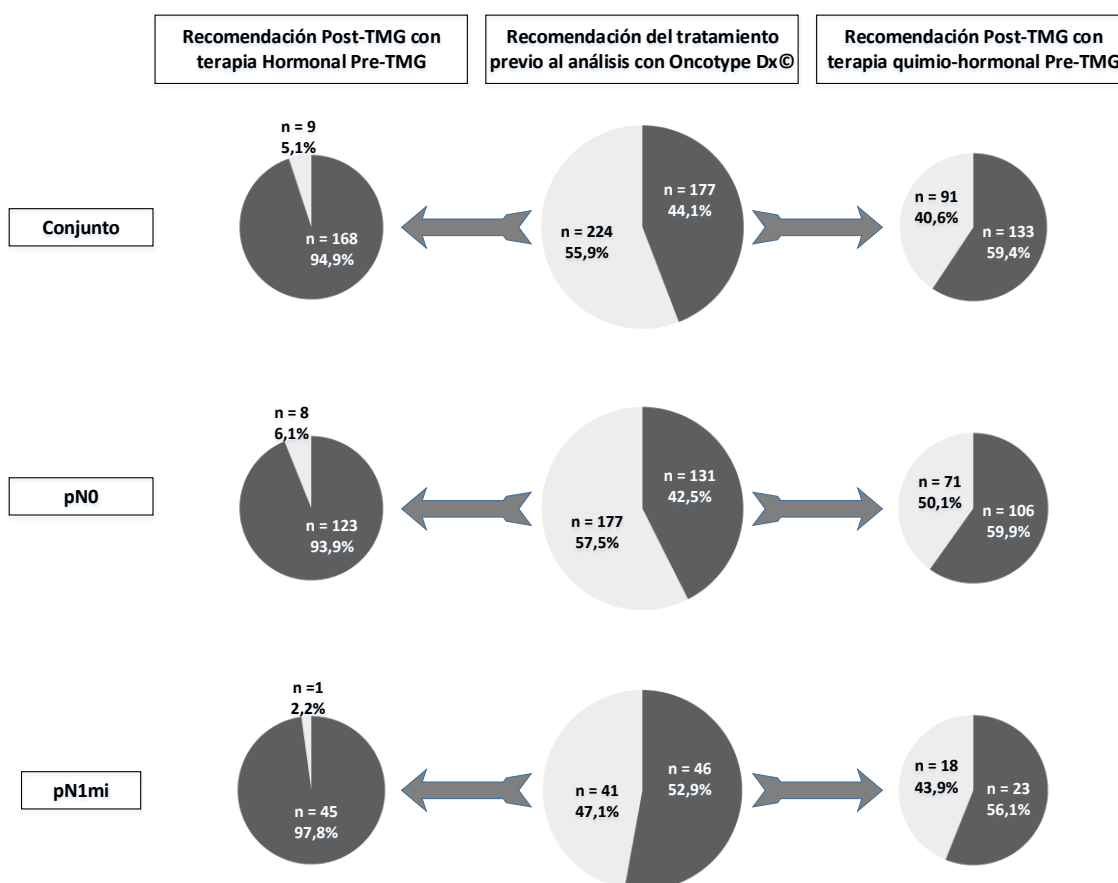 Recomendación Post-TMG con
terapia Hormonal Pre-TMG
Recomendación del tratamiento
previo al análisis con Oncotype Dx©
Recomendación Post-TMG con
terapia quimio-hormonal Pre-TMG
Conjunto
n = 9
5,1%
n = 168
94,9%
n = 177
44,1%
n = 224
55,9%
n = 91
40,6%
n = 133
59,4%
pN0
n = 8
6,1%
n = 123
93,9%
n = 131
42,5%
n = 177
57,5%
n = 71
50,1%
n = 106
59,9%
pN1mi
n =1
2,2%
n = 45
97,8%
n = 46
52,9%
n = 41
47,1%
n = 18
43,9%
n = 23
56,1%